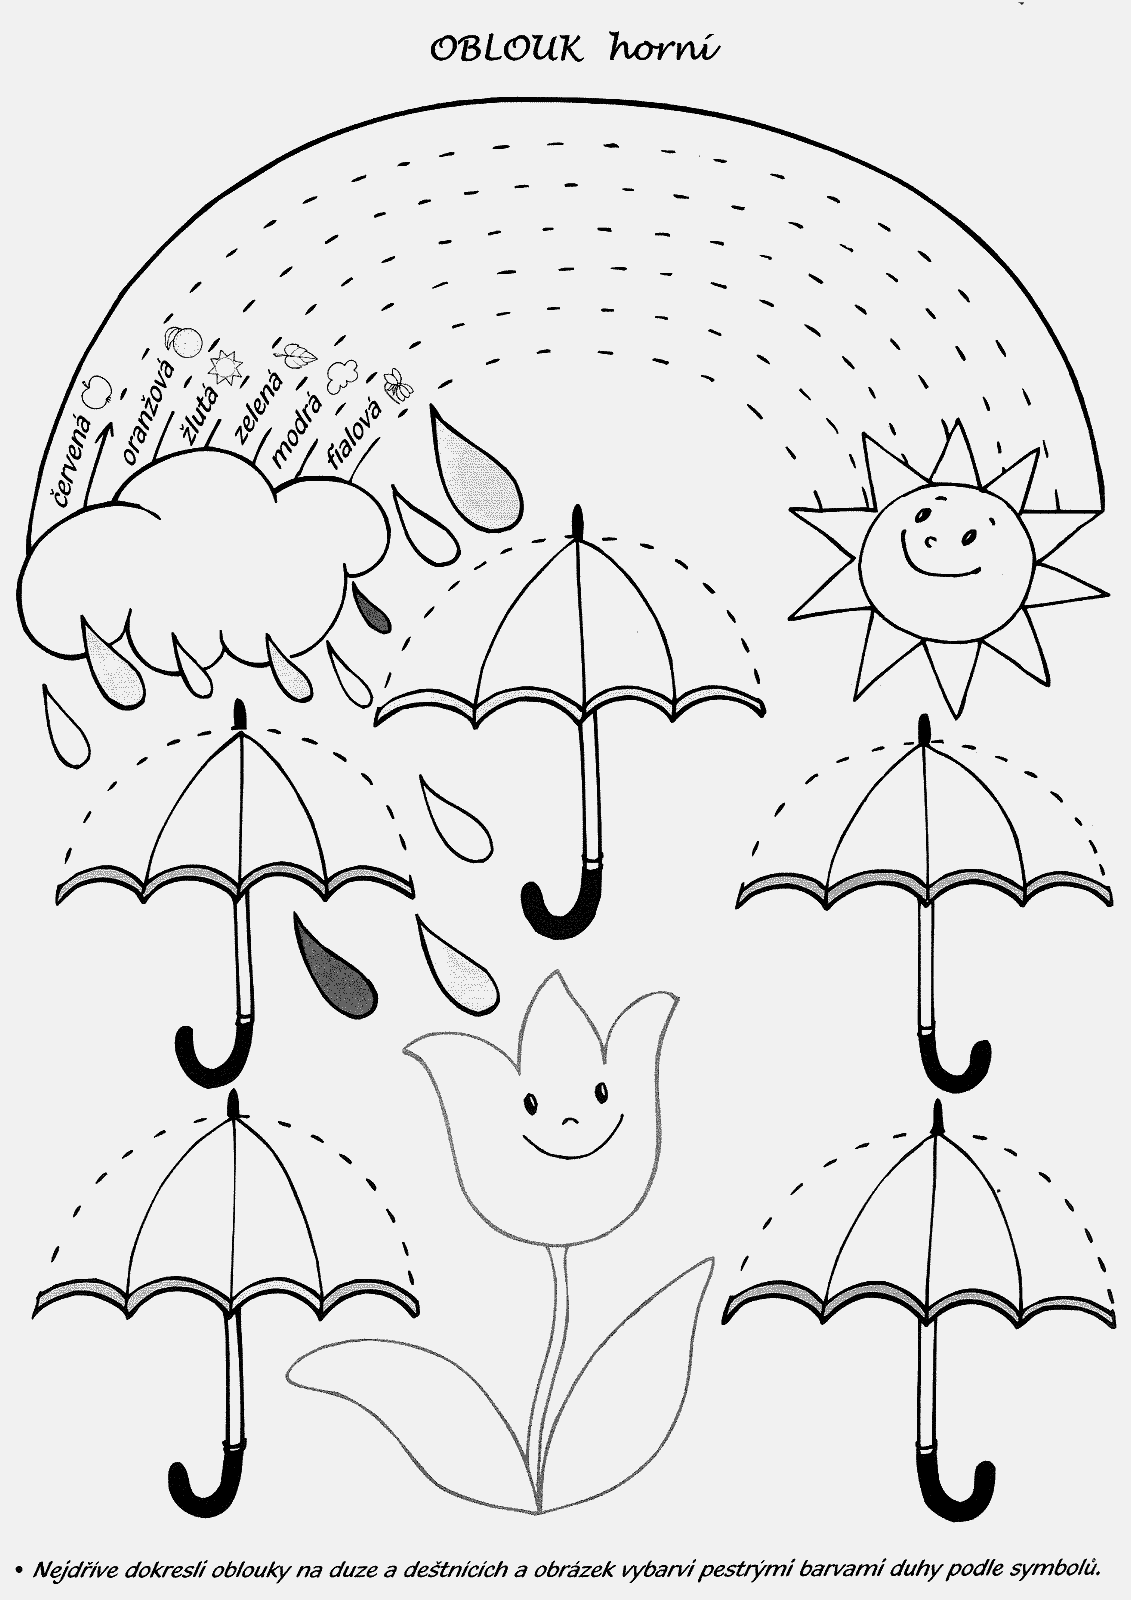 OBLOUK horní
červená
oranžová
žlutá
zelená
modrá
fialová
• Nejdříve dokresli oblouky na duze a deštnících a obrázek vybarvi pestrými barvami duhy podle symbolů.